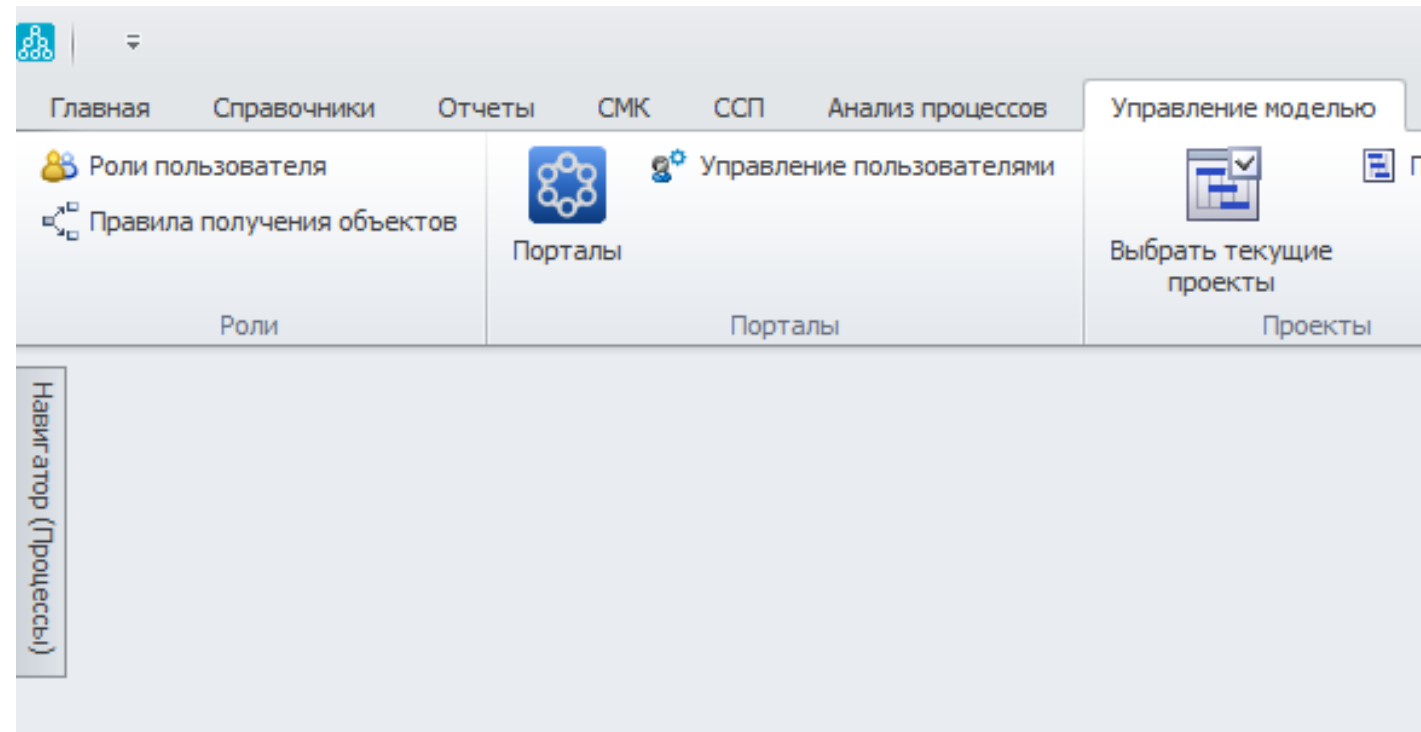 Главная Справочники Отчеты СМК ССП Анализ процессов Управление моделью
Роли пользователя
Правила получения объектов
Роли
Порталы
Управление пользователями
Порталы
Выбрать текущие
проекты
Проекты
Навигатор (Процессы)